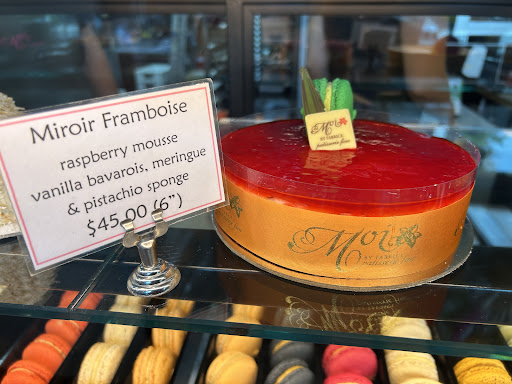 Miroir Framboise
raspberry mousse
vanilla bavarois, meringue
& pistachio sponge
$45.00 (6")
Moi
Moi